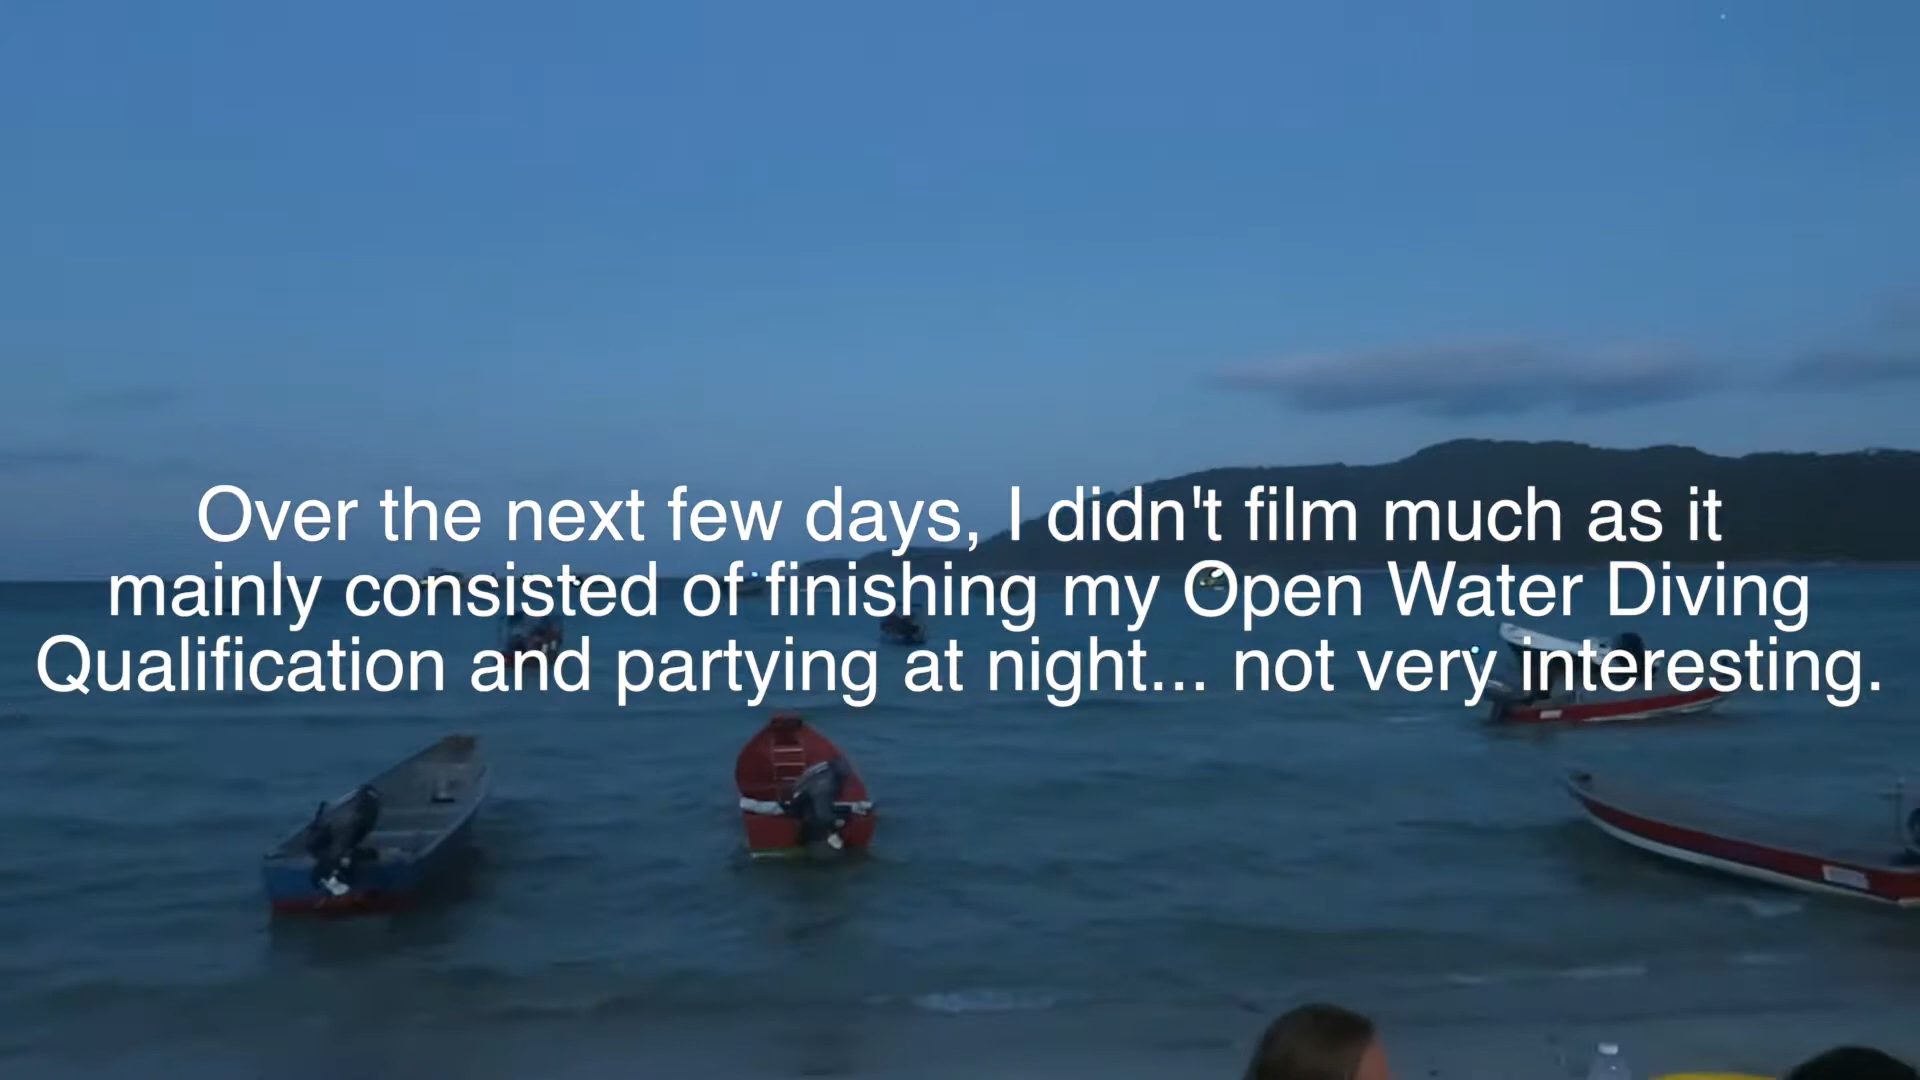 Over the next few days, I didn't film much as it
mainly consisted of finishing my Open Water Diving
Qualification and partying at night... not very interesting.